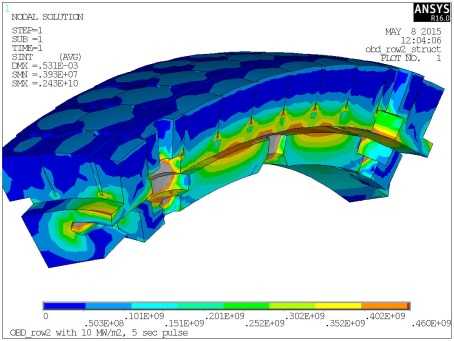 1
NODAL SOLUTION
ANSYS
R16.0
STEP=1
SUB =1
TIME=1
SINT (AVG)
DMX =.531E-03
SMN =.393E+07
SMX =.243E+10
MAY 8 2015
12:04:06
obd_row2_struct
PLOT NO. 1
0 .101E+09 .201E+09 .302E+09 .402E+09
.503E+08 .151E+09 .252E+09 .352E+09 .460E+09
OBD_row2 with 10 MW/m2, 5 sec pulse